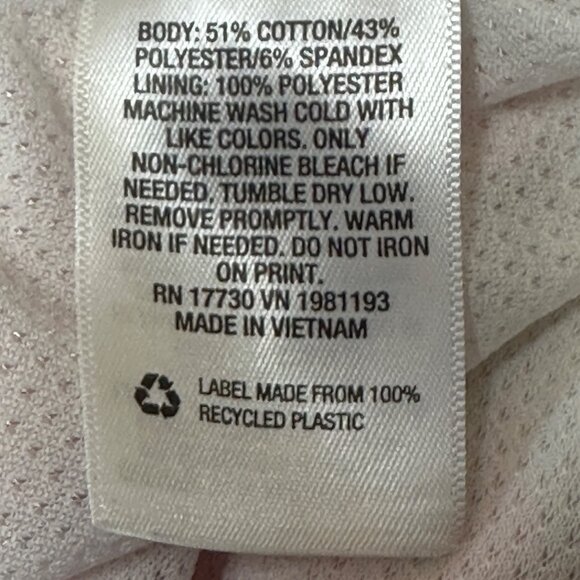 BODY: 51% COTTON/43%
POLYESTER/6% SPANDEX
LINING: 100% POLYESTER
MACHINE WASH COLD WITH
LIKE COLORS. ONLY
NON-CHLORINE BLEACH IF
NEEDED. TUMBLE DRY LOW.
REMOVE PROMPTLY. WARM
IRON IF NEEDED. DO NOT IRON
ON PRINT.
RN 17730 VN 1981193
MADE IN VIETNAM
LABEL MADE FROM 100%
RECYCLED PLASTIC